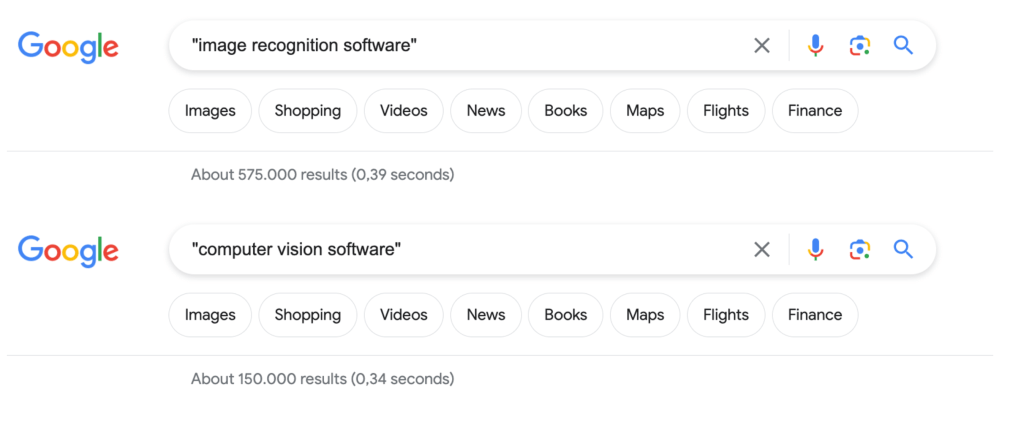 Google "image recognition software"
Images Shopping Videos News Books Maps Flights Finance
About 575.000 results (0,39 seconds)
Google "computer vision software"
Images Shopping Videos News Books Maps Flights Finance
About 150.000 results (0,34 seconds)